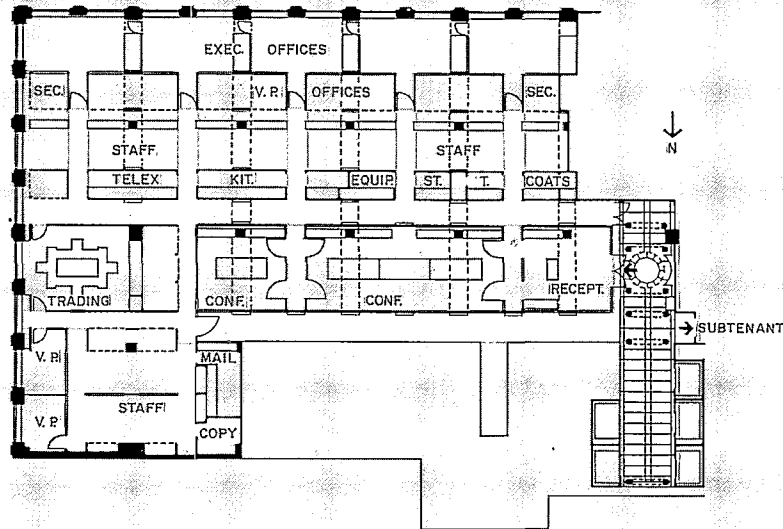 EXEC. OFFICES
SEC.
V. P. OFFICES
SEC.
STAFF
STAFF
N
TELEX
KIT.
EQUIP.
ST.
T.
COATS
TRADING
CONF.
CONF.
RECEPT.
SUBTENANT
V. P.
MAIL
STAFF
V. P.
COPY